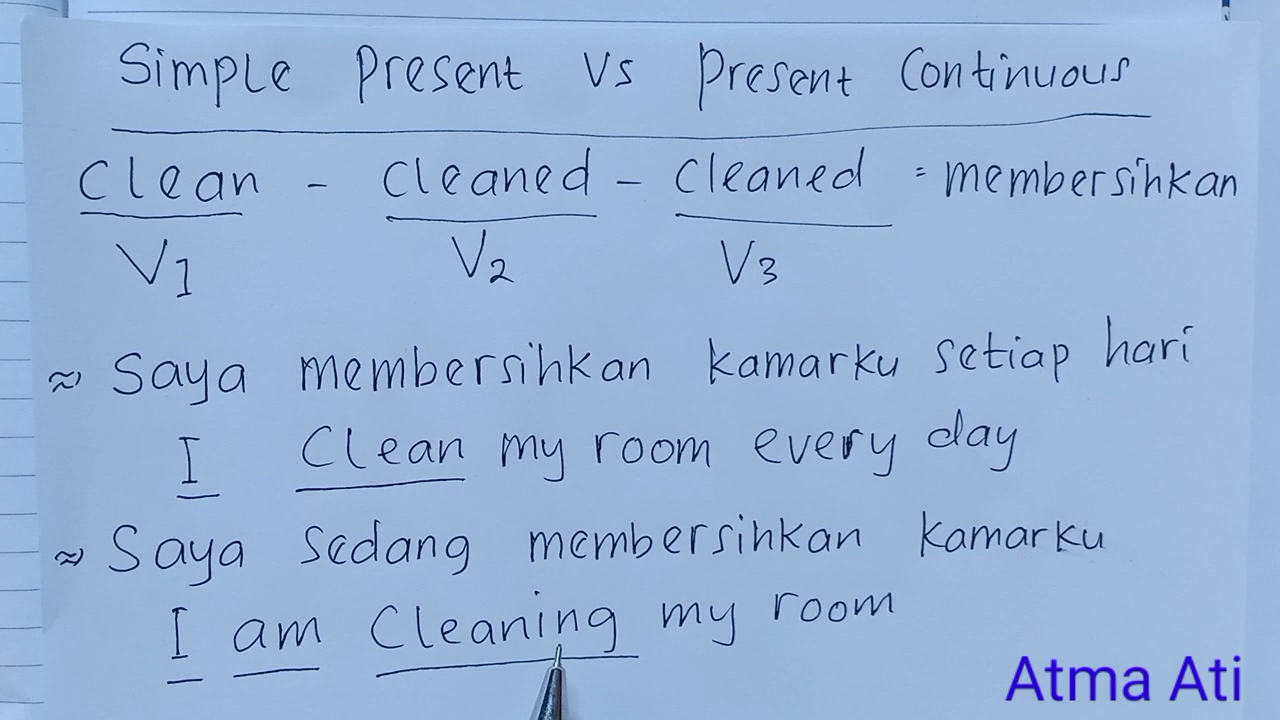 Simple Present Vs Present Continuous
Clean - Cleaned - Cleaned = membersihkan
V1 V2 V3
≈ Saya membersihkan kamarku setiap hari
I Clean my room every day
≈ Saya sedang membersihkan kamarku
I am Cleaning my room
Atma Ati